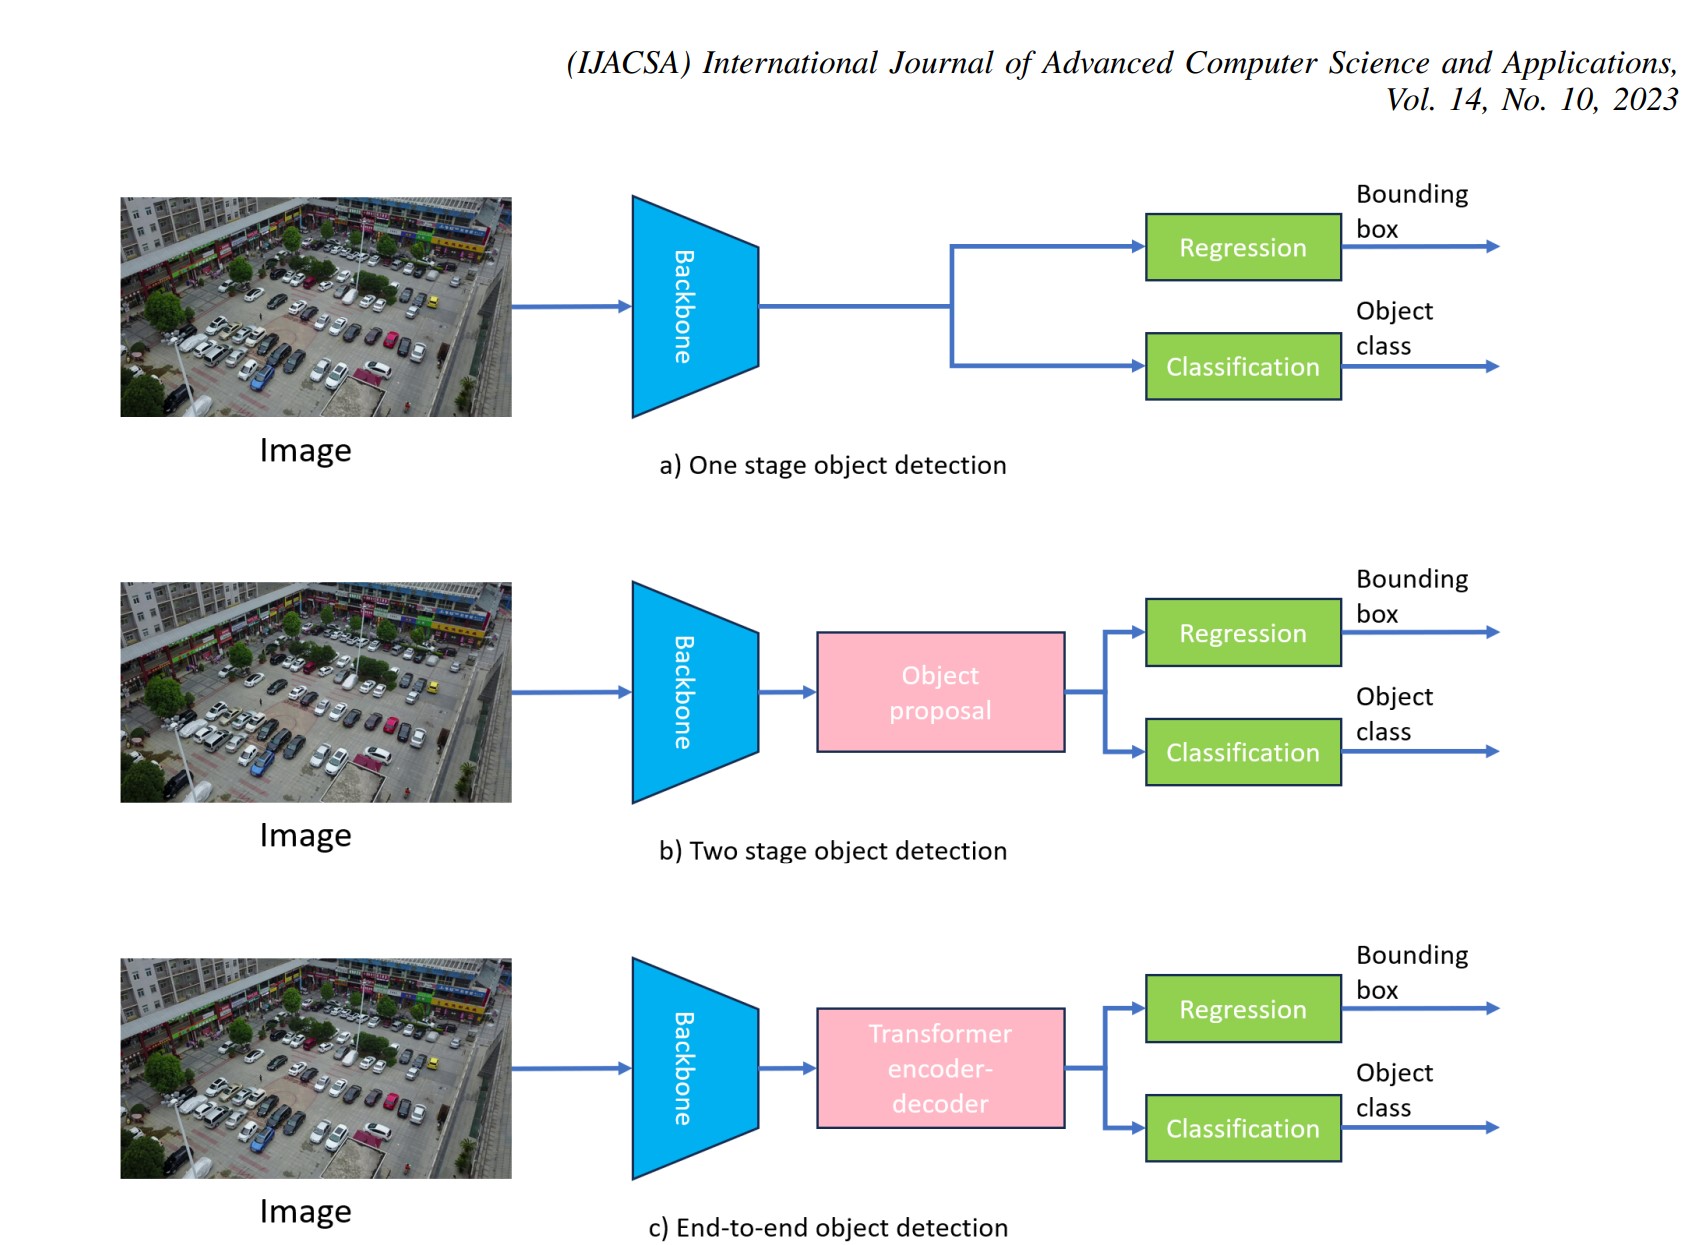 (IJACSA) International Journal of Advanced Computer Science and Applications,
Vol. 14, No. 10, 2023
Image
Backbone
Regression
Classification
Bounding
box
Object
class
a) One stage object detection
Image
Backbone
Object
proposal
Regression
Classification
Bounding
box
Object
class
b) Two stage object detection
Image
Backbone
Transformer
encoder-
decoder
Regression
Classification
Bounding
box
Object
class
c) End-to-end object detection